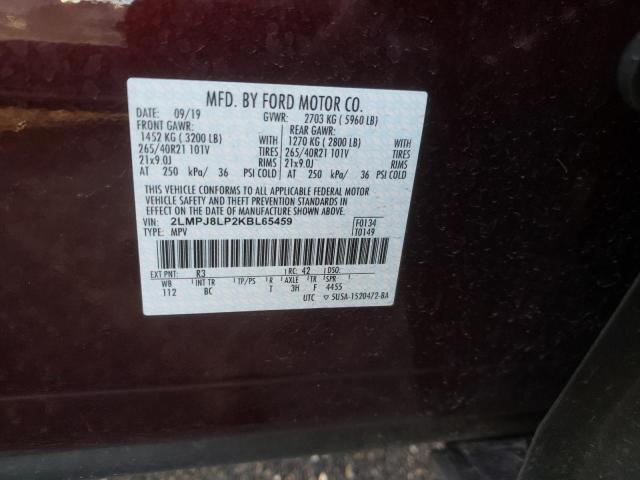 MFD. BY FORD MOTOR CO.
DATE: 09/19 GVWR: 2703 KG ( 5960 LB)
FRONT GAWR: REAR GAWR:
1452 KG ( 3200 LB) WITH 1270 KG ( 2800 LB) WITH
265/40R21 101V TIRES 265/40R21 101V TIRES
21x9.0J RIMS 21x9.0J RIMS
AT 250 kPa/ 36 PSI COLD AT 250 kPa/ 36 PSI COLD
THIS VEHICLE CONFORMS TO ALL APPLICABLE FEDERAL MOTOR
VEHICLE SAFETY AND THEFT PREVENTION STANDARDS IN
EFFECT ON THE DATE OF MANUFACTURE SHOWN ABOVE.
VIN: 2LMPJ8LP2KBL65459 F0134
TYPE: MPV T0149
EXT PNT: R3 RC: 42 DSO:
WB INT TR TP/PS R AXLE TR SPR
112 BC T 3H F 4455
UTC ▽ 5U5A-1520472-BA